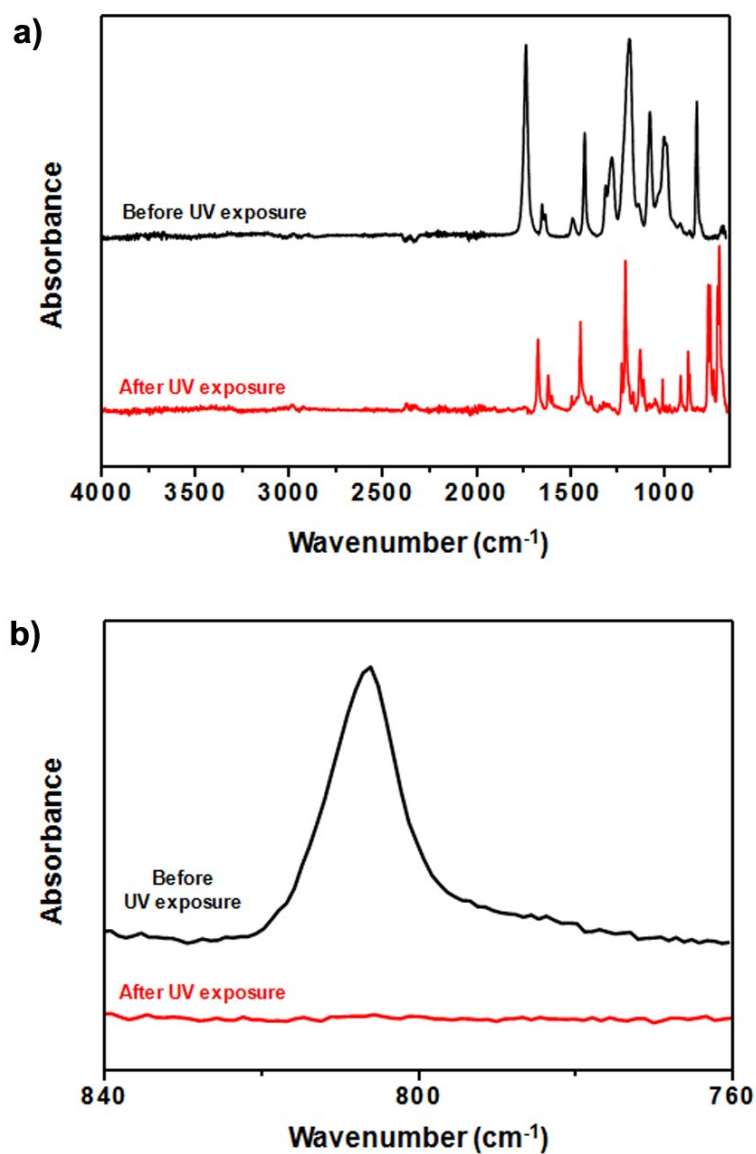 a)
Absorbance
Before UV exposure
After UV exposure
4000 3500 3000 2500 2000 1500 1000
Wavenumber (cm⁻¹)
b)
Absorbance
Before
UV exposure
After UV exposure
840 800 760
Wavenumber (cm⁻¹)